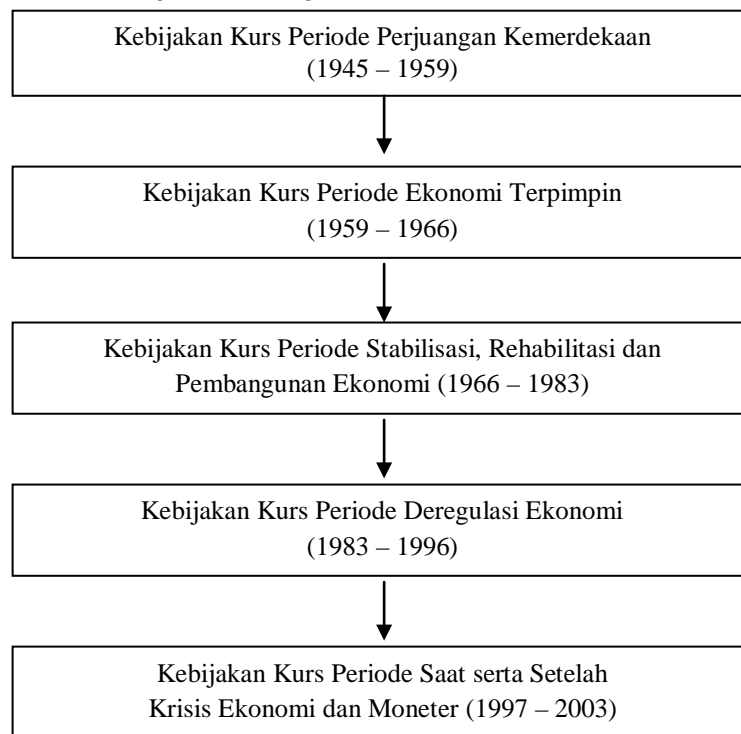 Kebijakan Kurs Periode Perjuangan Kemerdekaan
(1945 – 1959)
Kebijakan Kurs Periode Ekonomi Terpimpin
(1959 – 1966)
Kebijakan Kurs Periode Stabilisasi, Rehabilitasi dan
Pembangunan Ekonomi (1966 – 1983)
Kebijakan Kurs Periode Deregulasi Ekonomi
(1983 – 1996)
Kebijakan Kurs Periode Saat serta Setelah
Krisis Ekonomi dan Moneter (1997 – 2003)